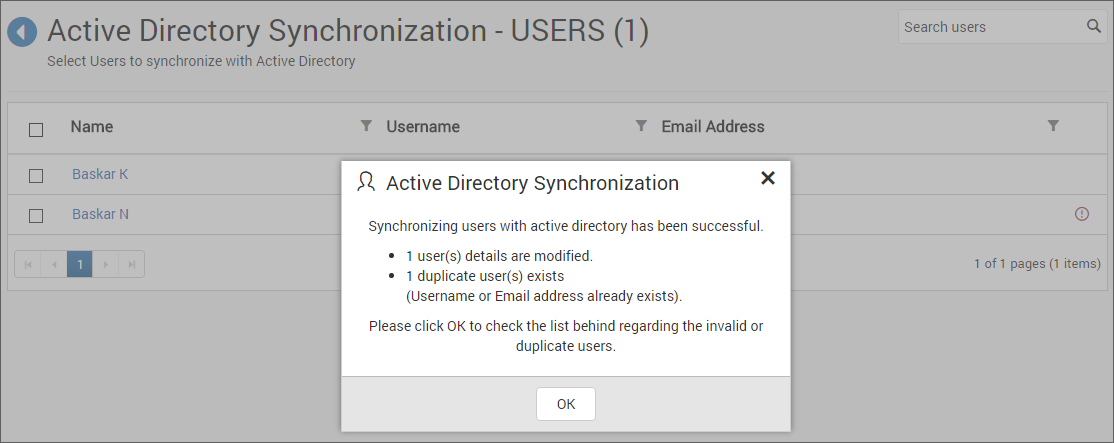 Active Directory Synchronization - USERS (1)
Search users
Select Users to synchronize with Active Directory
Name
Username
Email Address
Baskar K
Baskar N
1
1 of 1 pages (1 items)
Active Directory Synchronization
Synchronizing users with active directory has been successful.
1 user(s) details are modified.
1 duplicate user(s) exists
(Username or Email address already exists).
Please click OK to check the list behind regarding the invalid or
duplicate users.
OK